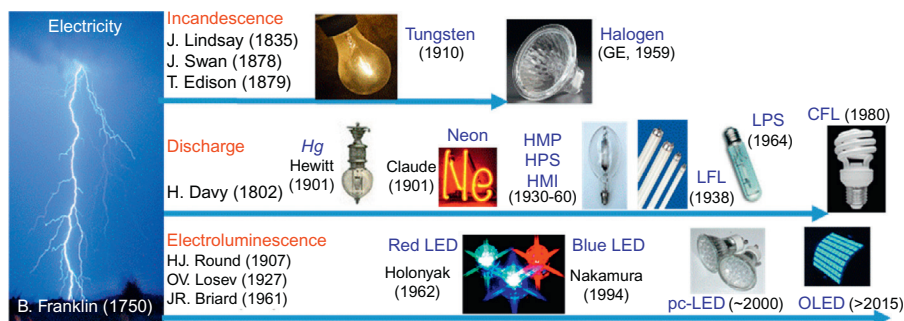 Electricity
B. Franklin (1750)
Incandescence
J. Lindsay (1835)
J. Swan (1878)
T. Edison (1879)
Tungsten
(1910)
Halogen
(GE, 1959)
Discharge
H. Davy (1802)
Hg
Hewitt
(1901)
Neon
Claude
(1901)
Ne
HMP
HPS
HMI
(1930-60)
LFL
(1938)
LPS
(1964)
CFL (1980)
Electroluminescence
HJ. Round (1907)
OV. Losev (1927)
JR. Briard (1961)
Red LED
Holonyak
(1962)
Blue LED
Nakamura
(1994)
pc-LED (~2000)
OLED (>2015)